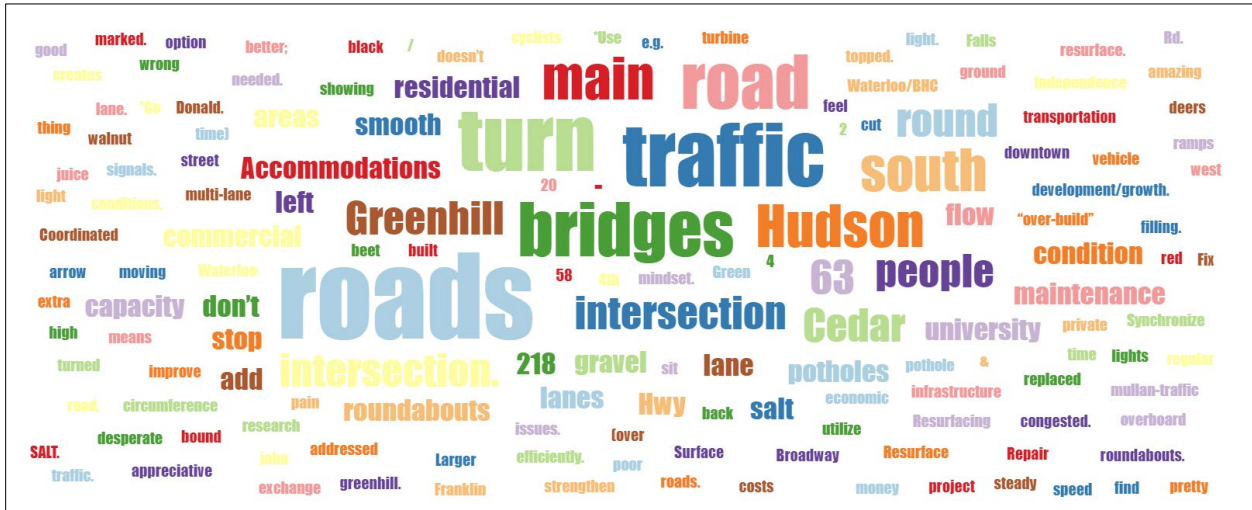 good marked. option better; black / cyclists "Use e.g. turbine light. Falls Rd.
creates wrong needed. doesn't topped. resurface.
showing residential main road Waterloo/BHC ground Independence amazing
lane. "Go Donald. areas smooth turn traffic feel 2 cut round transportation deers
thing walnut time) ramps
juice signals. street Accommodations 20 - south downtown vehicle west
light conditions. multi-lane left Greenhill bridges Hudson flow development/growth.
Coordinated commercial beet built "over-build" filling.
arrow moving Waterloo roads 58 4th mindset. Green 4 63 people condition red Fix
extra capacity don't intersection maintenance
high means stop Cedar university private Synchronize
turned improve add intersection. 218 gravel sit lane potholes pothole & time lights regular
road. circumference pain roundabouts lanes Hwy back salt economic infrastructure replaced mullan-traffic
desperate bound research issues. (over utilize Resurfacing congested. overboard
SALT. addressed Larger efficiently. poor Surface Broadway Resurface Repair roundabouts.
traffic. appreciative john
exchange greenhill. Franklin strengthen roads. costs money project steady speed find pretty